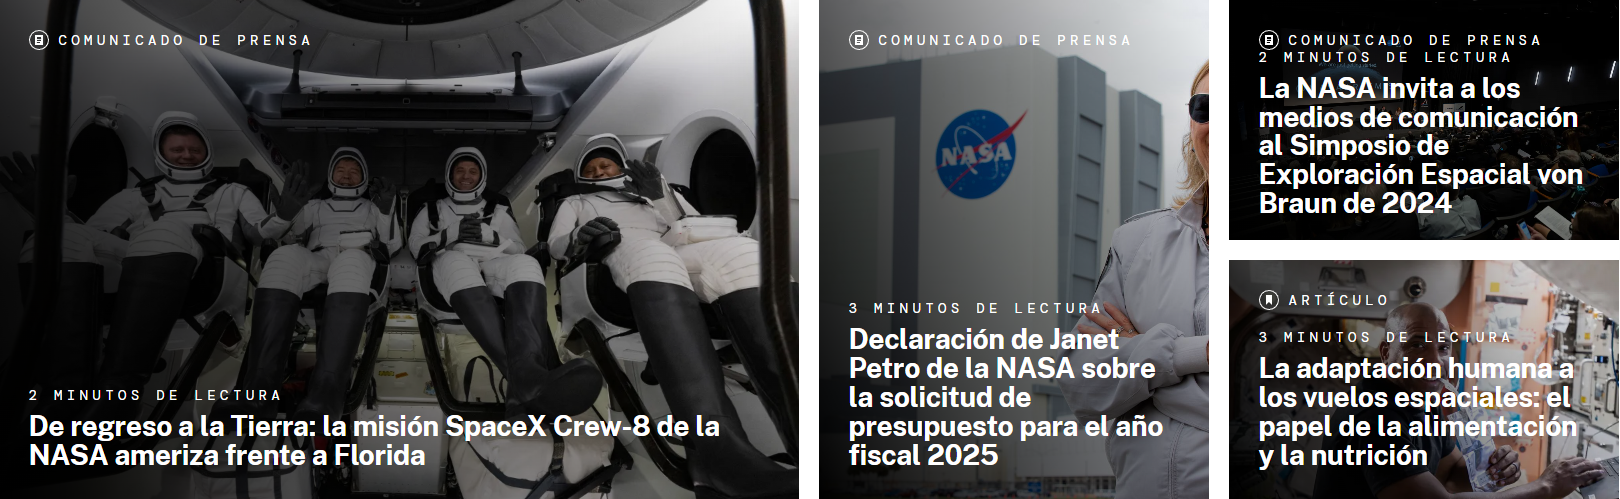 COMUNICADO DE PRENSA
2 MINUTOS DE LECTURA
De regreso a la Tierra: la misión SpaceX Crew-8 de la
NASA ameriza frente a Florida
COMUNICADO DE PRENSA
NASA
3 MINUTOS DE LECTURA
Declaración de Janet
Petro de la NASA sobre
la solicitud de
presupuesto para el año
fiscal 2025
COMUNICADO DE PRENSA
2 MINUTOS DE LECTURA
La NASA invita a los
medios de comunicación
al Simposio de
Exploración Espacial von
Braun de 2024
ARTÍCULO
3 MINUTOS DE LECTURA
La adaptación humana a
los vuelos espaciales: el
papel de la alimentación
y la nutrición